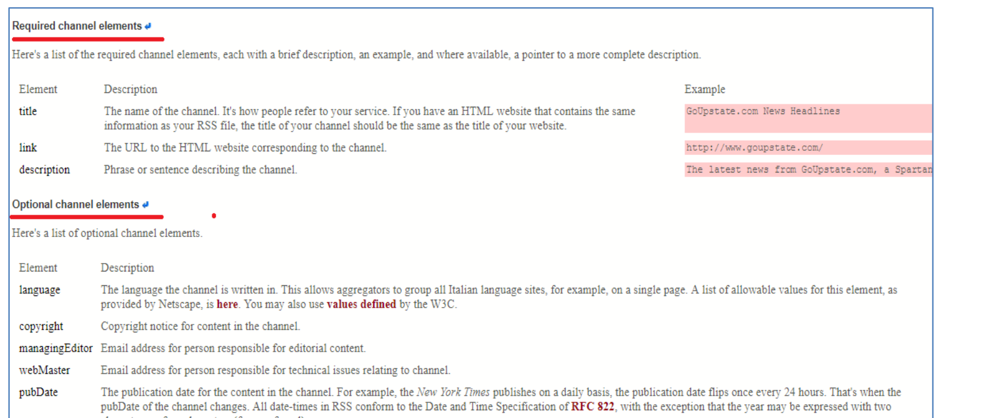 Required channel elements
Here's a list of the required channel elements, each with a brief description, an example, and where available, a pointer to a more complete description.
Element Description Example
title The name of the channel. It's how people refer to your service. If you have an HTML website that contains the same GoUpstate.com News Headlines
information as your RSS file, the title of your channel should be the same as the title of your website.
link The URL to the HTML website corresponding to the channel. http://www.goupstate.com/
description Phrase or sentence describing the channel. The latest news from GoUpstate.com, a Spartan
Optional channel elements
Here's a list of optional channel elements.
Element Description
language The language the channel is written in. This allows aggregators to group all Italian language sites, for example, on a single page. A list of allowable values for this element, as
provided by Netscape, is here. You may also use values defined by the W3C.
copyright Copyright notice for content in the channel.
managingEditor Email address for person responsible for editorial content.
webMaster Email address for person responsible for technical issues relating to channel.
pubDate The publication date for the content in the channel. For example, the New York Times publishes on a daily basis, the publication date flips once every 24 hours. That's when the
pubDate of the channel changes. All date-times in RSS conform to the Date and Time Specification of RFC 822, with the exception that the year may be expressed with two